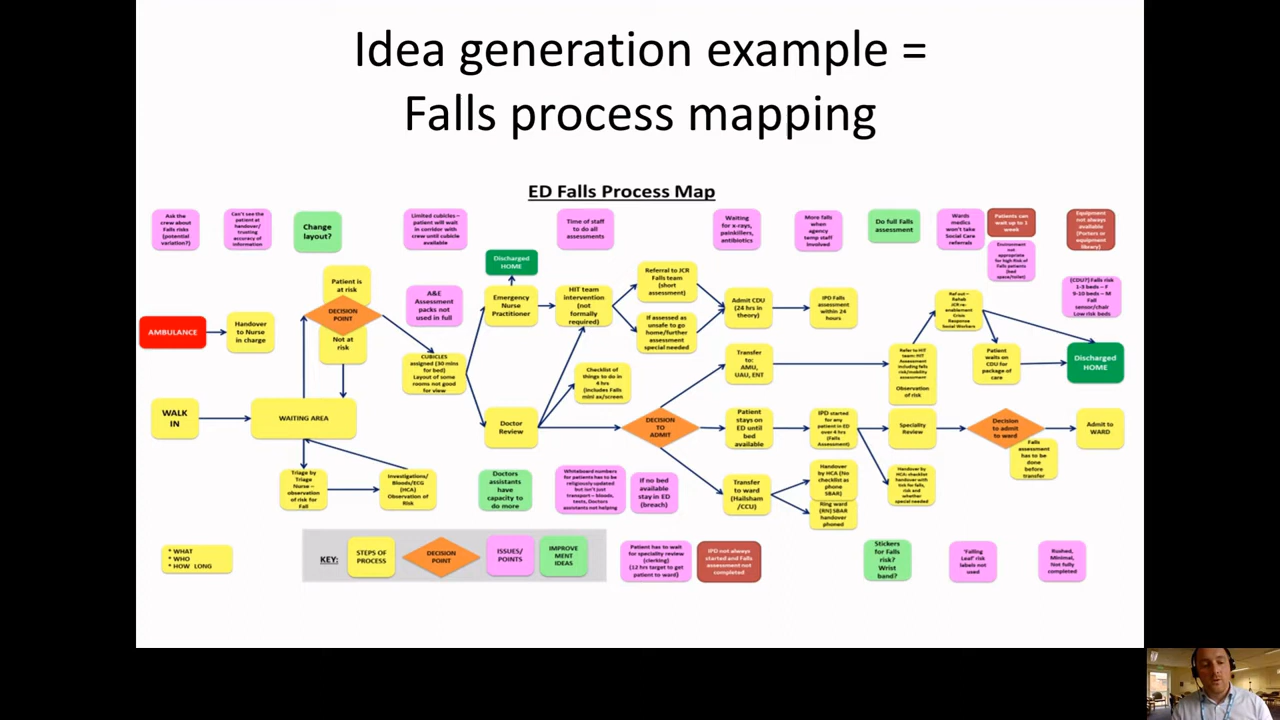 Idea generation example =
Falls process mapping
ED Falls Process Map
Ask the
crew about
Falls risks
(potential
variation?)
Can't see the
patient at
handover/
trusting
accuracy of
information
Change
layout?
Limited cubicles –
patient will wait
in corridor with
crew until cubicle
available
Time of staff
to do all
assessments
Waiting
for x-rays,
painkillers,
antibiotics
More falls
when
agency
temp staff
involved
Do full Falls
assessment
Wards
medics
won't take
Social Care
referrals
Patients can
wait up to 1
week
Environment
not
appropriate
for high Risk of
Falls patients (bed
space/toilet)
Equipment
not always
available
(Porters or
equipment
library)
(CDU?) Falls risk
1-3 beds – F
9-10 beds – M
Fall
sensor/chair
Low risk beds
AMBULANCE
Handover
to Nurse
in charge
Patient is
at risk
DECISION
POINT
Not at
risk
A&E
Assessment
packs not
used in full
CUBICLES
assigned (30 mins
for bed)
Layout of some
rooms not good
for view
Discharged
HOME
Emergency
Nurse
Practitioner
HIT team
intervention
(not
formally
required)
Referral to JCR
Falls team
(short
assessment)
If assessed as
unsafe to go
home/further
assessment
special needed
Admit CDU
(24 hrs in
theory)
IPD Falls
assessment
within 24
hours
Ref out – Rehab
JCR re-
enablement
Crisis
Response
Social Workers
Patient
waits on
CDU for
package of
care
Discharged
HOME
WALK
IN
WAITING AREA
Triage by
Triage
Nurse –
observation
of risk for
Fall
Investigations/
Bloods/ECG
(HCA)
Observation of
Risk
Doctor
Review
Checklist of
things to do in
4 hrs
(includes Falls
mini ax/screen
DECISION
TO
ADMIT
Transfer
to:
AMU,
UAU, ENT
Refer to HIT
team: HIT
Assessment
including falls
risk/mobility
assessment
Observation
of risk
Patient
stays on
ED until
bed
available
IPD started
for any
patient in ED
over 4 hrs
(Falls
Assessment)
Speciality
Review
Decision
to admit
to ward
Admit to
WARD
Falls
assessment
has to be
done
before
transfer
Transfer
to ward
(Hailsham
/CCU)
Handover
by HCA (No
checklist as
phone
SBAR)
Ring ward
(RN) SBAR
handover
phoned
Handover by
HCA: checklist
handover with
tick for falls,
risk and
whether
special needed
Doctors
assistants
have
capacity to
do more
Whiteboard numbers
for patients has to be
religiously updated
but isn't just
transport – bloods,
tests, Doctors
assistants not helping
If no bed
available
stay in ED
(breach)
* WHAT
* WHO
* HOW LONG
KEY:
STEPS OF
PROCESS
DECISION
POINT
ISSUES/
POINTS
IMPROVE
MENT
IDEAS
Patient has to wait
for speciality review
(clerking)
(12 hrs target to get
patient to ward)
IPD not always
started and Falls
assessment not
completed
Stickers
for Falls
risk?
Wrist
band?
'Falling
Leaf' risk
labels not
used
Rushed,
Minimal,
Not fully
completed